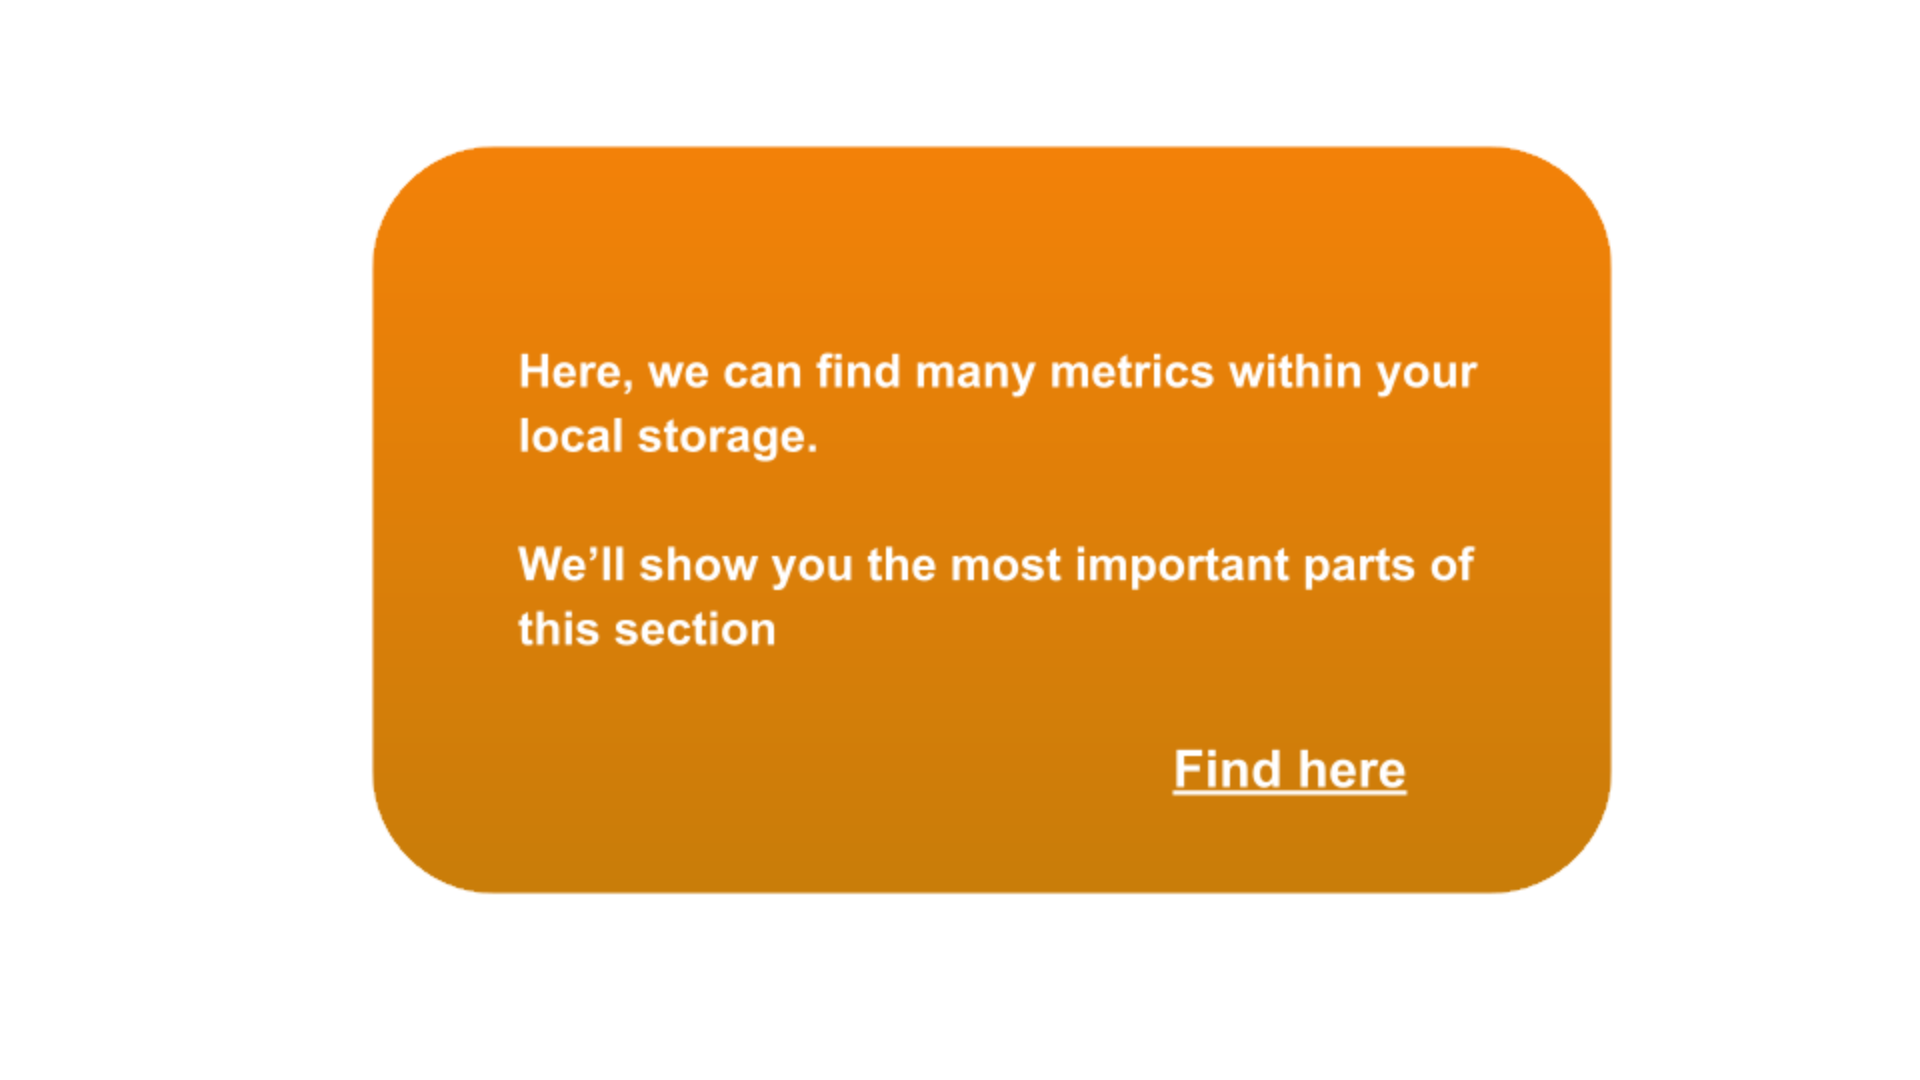 Here, we can find many metrics within your
local storage.
We’ll show you the most important parts of
this section
Find here